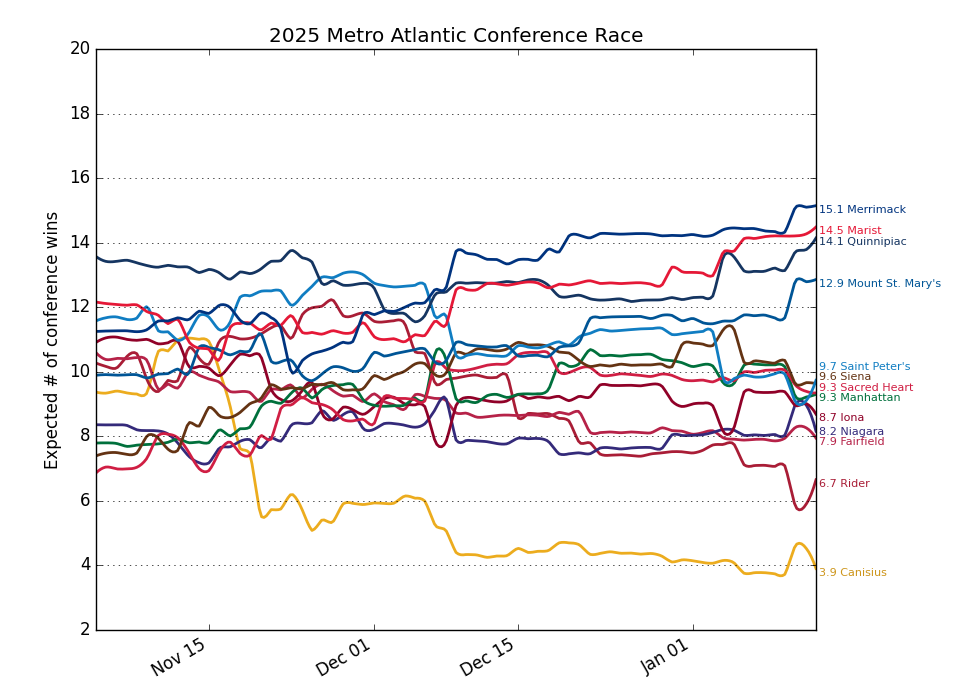 2025 Metro Atlantic Conference Race
Expected # of conference wins
20
18
16
14
12
10
8
6
4
2
Nov 15
Dec 01
Dec 15
Jan 01
15.1 Merrimack
14.5 Marist
14.1 Quinnipiac
12.9 Mount St. Mary's
9.7 Saint Peter's
9.6 Siena
9.3 Sacred Heart
9.3 Manhattan
8.7 Iona
8.2 Niagara
7.9 Fairfield
6.7 Rider
3.9 Canisius